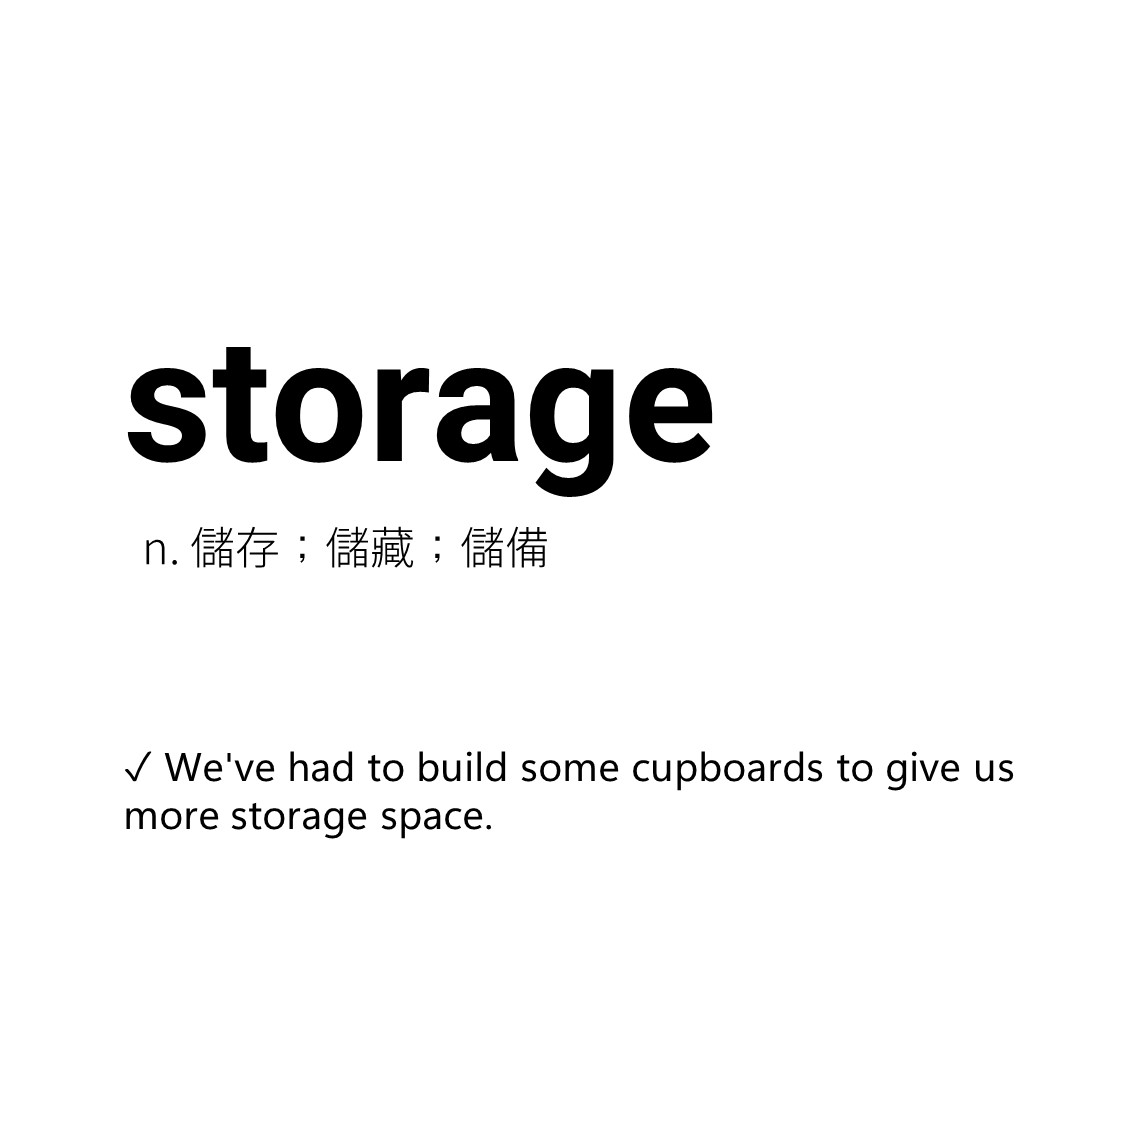 storage
n. 儲存；儲藏；儲備
✓ We've had to build some cupboards to give us
more storage space.